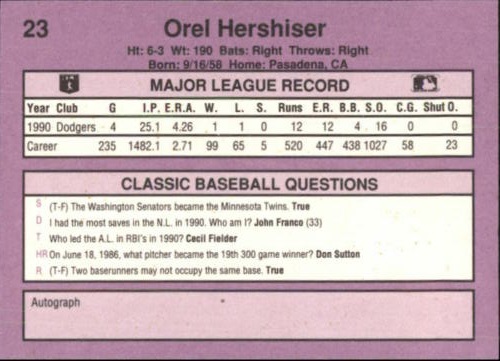 23
Orel Hershiser
Ht: 6-3 Wt: 190 Bats: Right Throws: Right
Born: 9/16/58 Home: Pasadena, CA
MAJOR LEAGUE RECORD
Year Club G I.P. E.R.A. W. L. S. Runs E.R. B.B. S.O. C.G. Shut O.
1990 Dodgers 4 25.1 4.26 1 1 0 12 12 4 16 0 0
Career 235 1482.1 2.71 99 65 5 520 447 438 1027 58 23
CLASSIC BASEBALL QUESTIONS
S (T-F) The Washington Senators became the Minnesota Twins. True
D I had the most saves in the N.L. in 1990. Who am I? John Franco (33)
T Who led the A.L. in RBI's in 1990? Cecil Fielder
HR On June 18, 1986, what pitcher became the 19th 300 game winner? Don Sutton
R (T-F) Two baserunners may not occupy the same base. True
Autograph